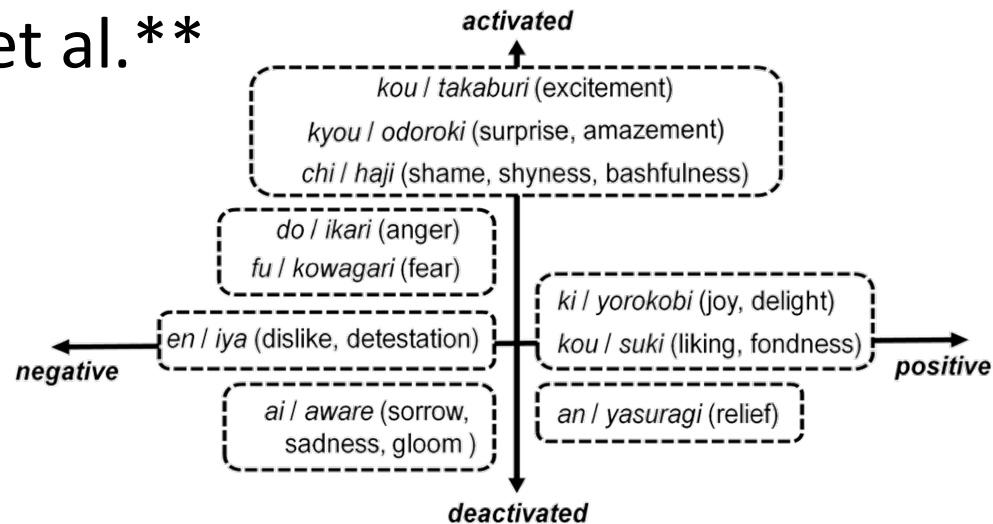 et al.**
activated
kou / takaburi (excitement)
kyou / odoroki (surprise, amazement)
chi / haji (shame, shyness, bashfulness)
do / ikari (anger)
fu / kowagari (fear)
ki / yorokobi (joy, delight)
en / iya (dislike, detestation)
kou / suki (liking, fondness)
negative
positive
ai / aware (sorrow,
sadness, gloom )
an / yasuragi (relief)
deactivated